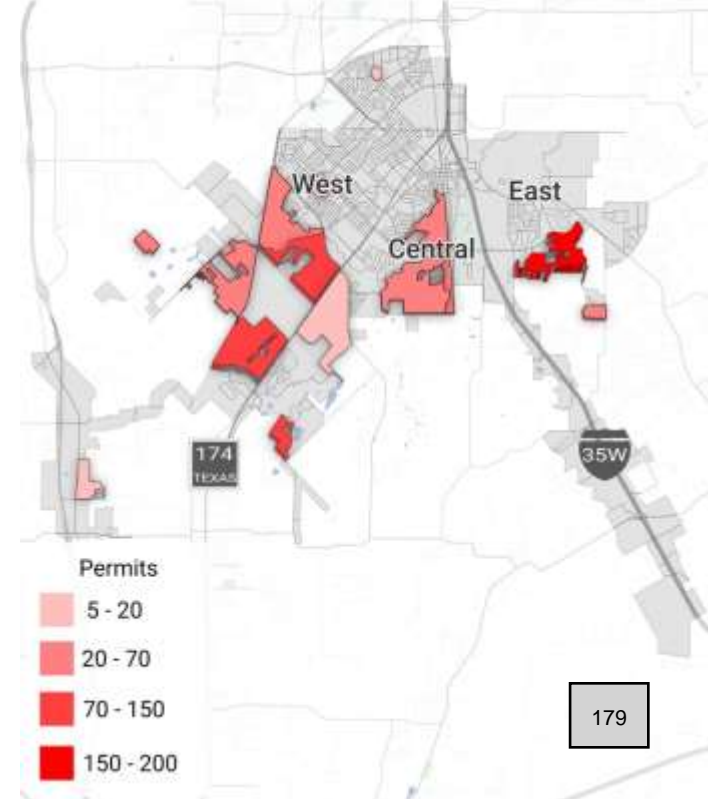 West
East
Central
174
TEXAS
35W
Permits
5 - 20
20 - 70
70 - 150
150 - 200
179